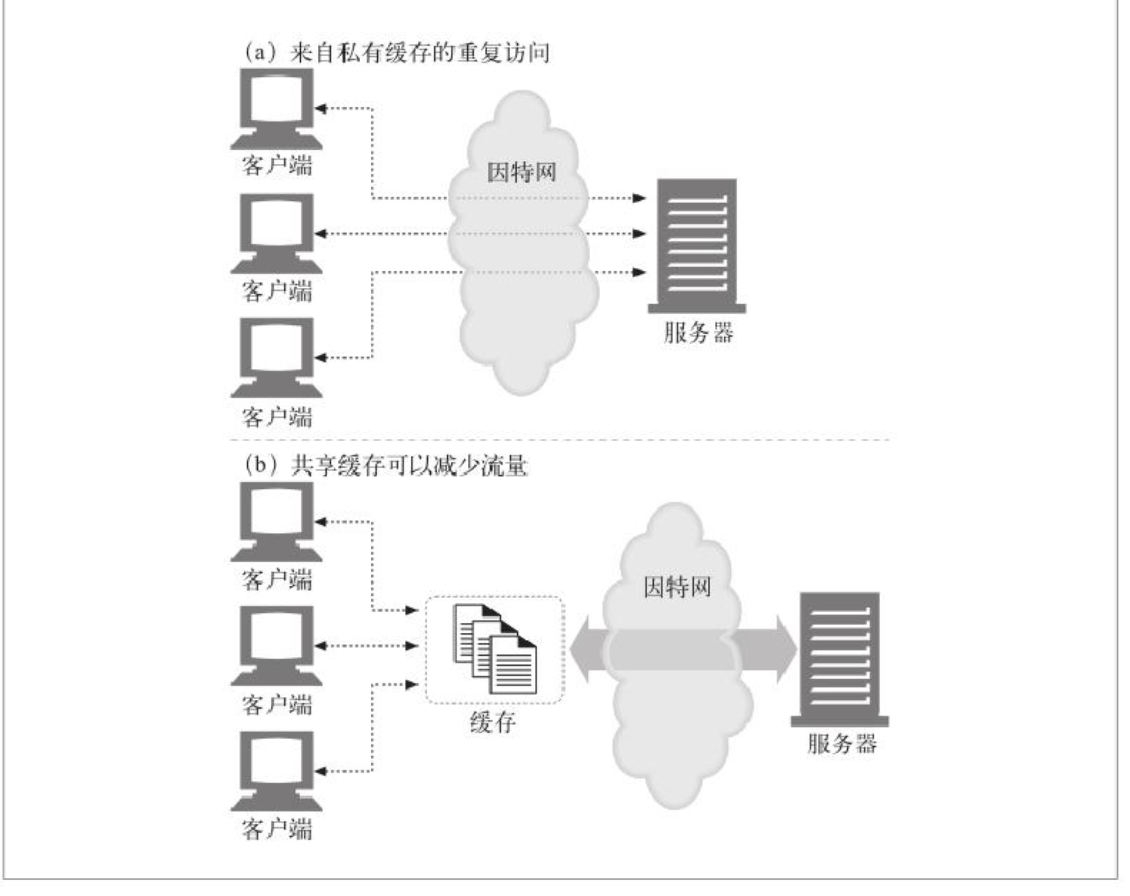 （a）来自私有缓存的重复访问
客户端
因特网
客户端
服务器
客户端
（b）共享缓存可以减少流量
客户端
因特网
客户端
缓存
服务器
客户端